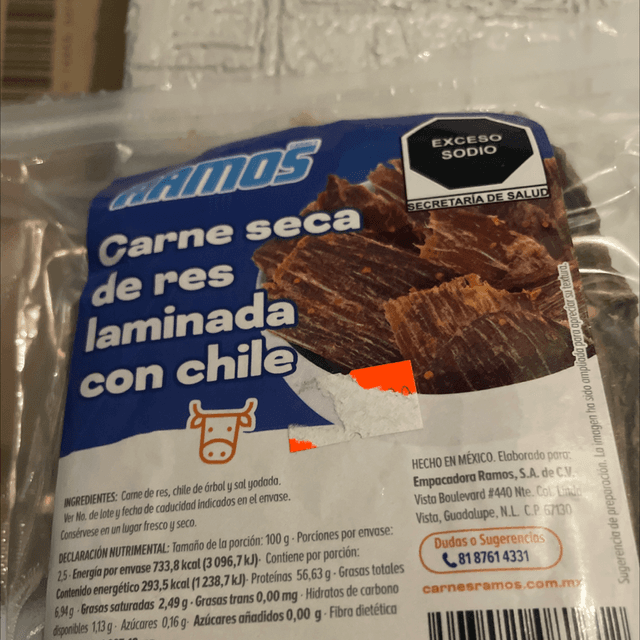 RAMOS
EXCESO
SODIO
SECRETARÍA DE SALUD
Carne seca
de res
laminada
con chile
INGREDIENTES: Carne de res, chile de árbol y sal yodada.
Ver No. de lote y fecha de caducidad indicados en el envase.
Consérvese en un lugar fresco y seco.
DECLARACIÓN NUTRIMENTAL: Tamaño de la porción: 100 g · Porciones por envase:
2.5 · Energía por envase 733,8 kcal (3 096,7 kJ)· Contiene por porción:
Contenido energético 293,5 kcal (1 238,7 kJ)· Proteínas 56,63 g · Grasas totales
6,94 g · Grasas saturadas 2,49 g · Grasas trans 0,00 mg · Hidratos de carbono
disponibles 1,13 g · Azúcares 0,16 g· Azúcares añadidos 0,00 g · Fibra dietética
HECHO EN MÉXICO. Elaborado para:
Empacadora Ramos, S.A. de C.V.
Vista Boulevard #440 Nte. Col. Linda
Vista, Guadalupe, N.L. C.P. 67130
Dudas o Sugerencias
81 8761 4331
carnesramos.com.mx
Sugerencia de preparación. La imagen ha sido ampliada para apreciar su textura.